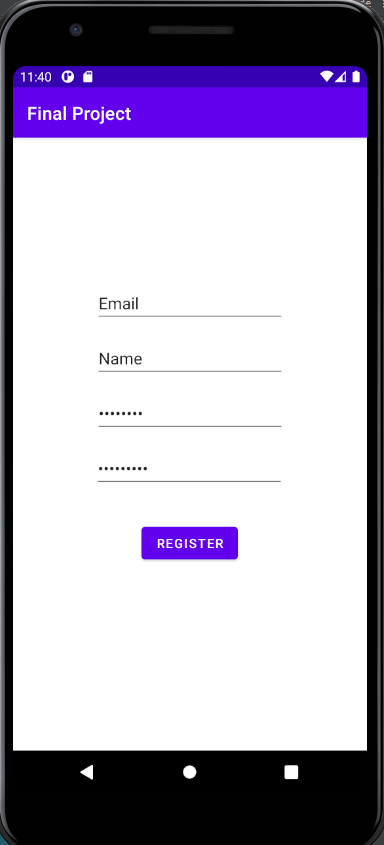 11:40
Final Project
Email
Name
••••••••
•••••••••
REGISTER